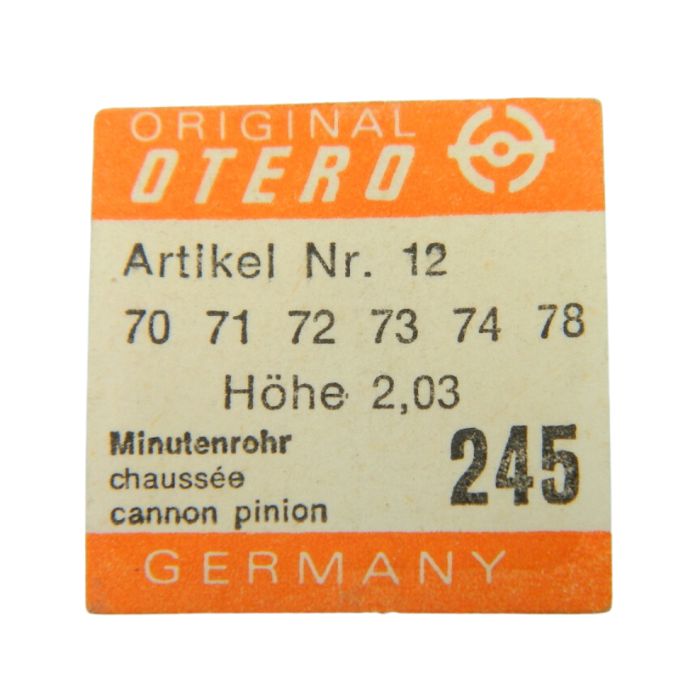 ORIGINAL
OTERO
Artikel Nr. 12
70 71 72 73 74 78
Höhe 2,03
Minutenrohr
chaussée
cannon pinion
245
GERMANY